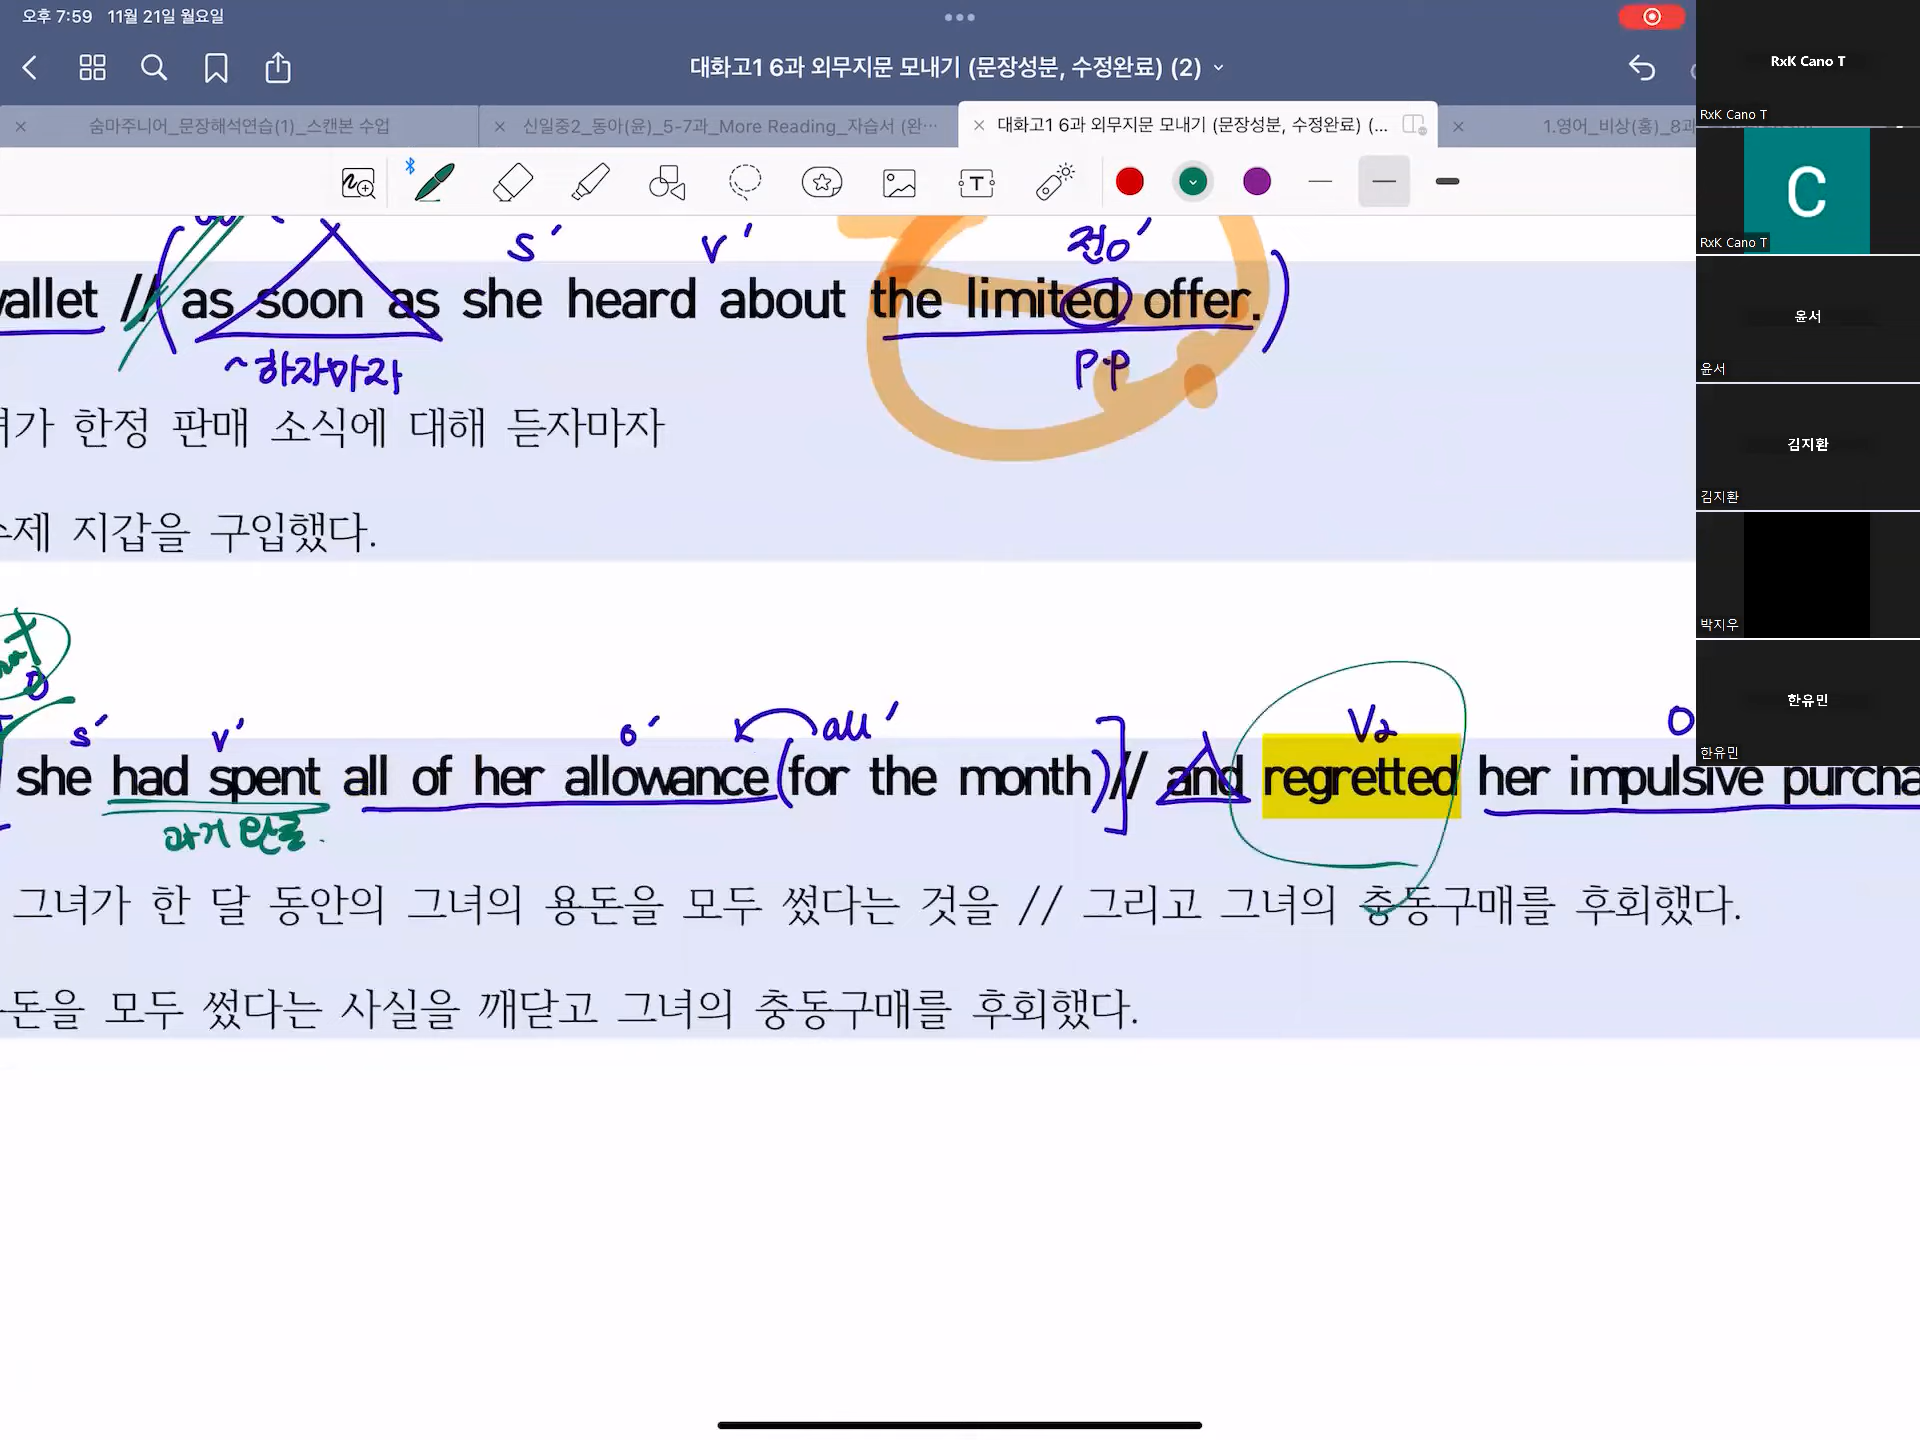 오후 7:59 11월 21일 월요일
대화고1 6과 외무지문 모내기 (문장성분, 수정완료) (2)
숨마주니어_문장해석연습(1)_스캔본 수업
신일중2_동아(윤)_5-7과_More Reading_자습서 (완…
대화고1 6과 외무지문 모내기 (문장성분, 수정완료) (...
1.영어_비상(홍)_8과
s′ v′ 전o′
// (as soon as she heard about the limited offer.)
~하자마자 p.p
한정 판매 소식에 대해 듣자마자
지갑을 구입했다.
s′ v′ o′ all′ V2 O
she had spent all of her allowance (for the month)] // and regretted her impulsive purcha
과거 완료.
그녀가 한 달 동안의 그녀의 용돈을 모두 썼다는 것을 // 그리고 그녀의 충동구매를 후회했다.
돈을 모두 썼다는 사실을 깨닫고 그녀의 충동구매를 후회했다.
RxK Cano T
RxK Cano T
C
RxK Cano T
윤서
윤서
김지환
김지환
박지우
한유민
한유민